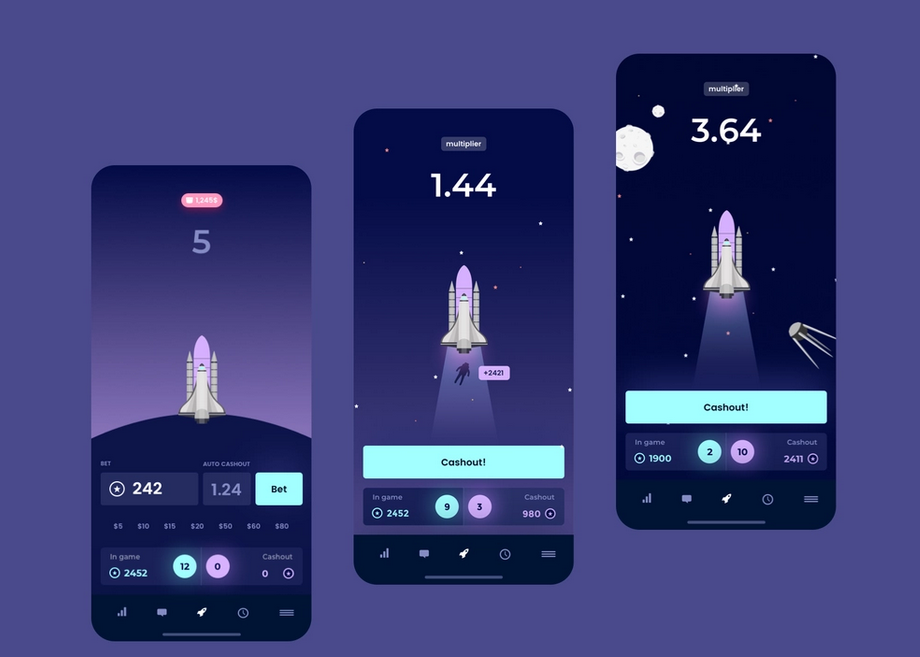 1,245$
5
BET
AUTO CASHOUT
242
1.24
Bet
$5 $10 $15 $20 $50 $60 $80
In game
2452
12
0
Cashout
0
multiplier
1.44
+2421
Cashout!
In game
2452
9
3
Cashout
980
multiplier
3.64
Cashout!
In game
1900
2
10
Cashout
2411